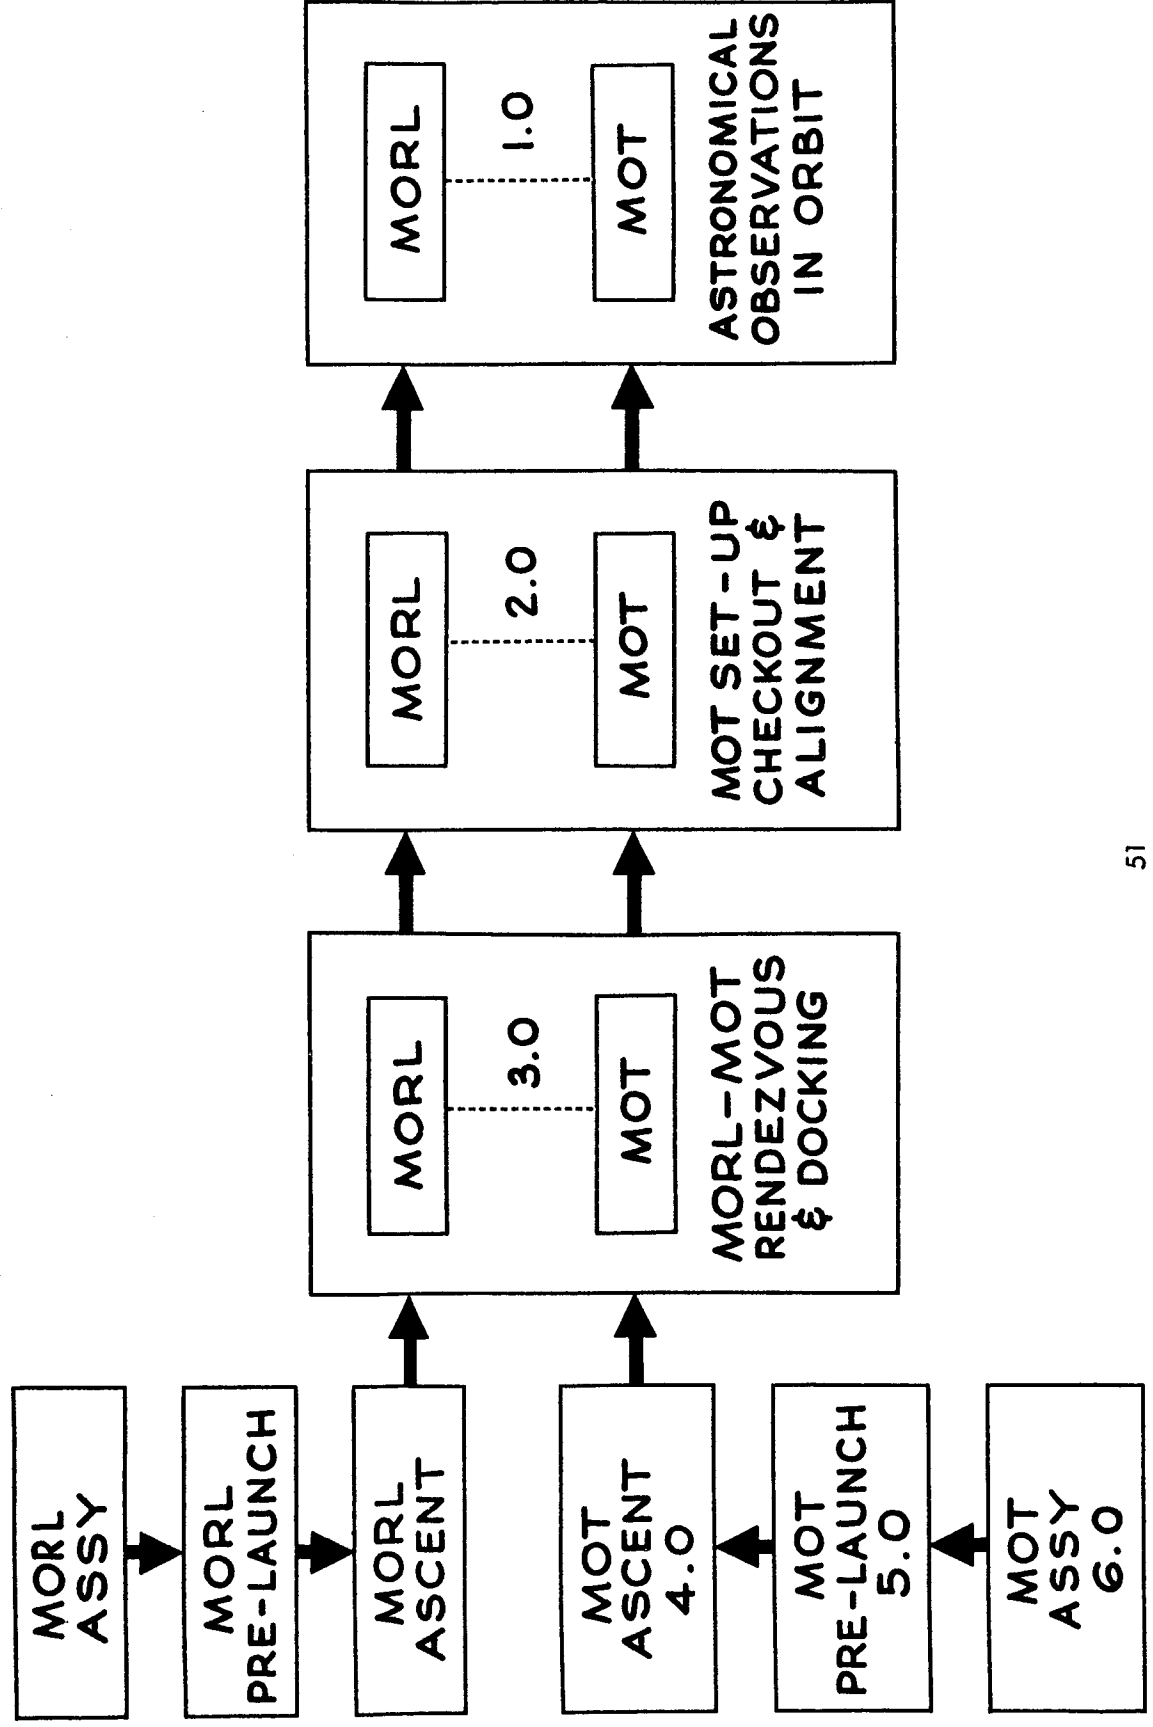 MORL
ASSY
MORL
PRE-LAUNCH
MORL
ASCENT
MOT
ASCENT
4.0
MOT
PRE-LAUNCH
5.0
MOT
ASSY
6.0
MORL
3.0
MOT
MORL-MOT
RENDEZVOUS
& DOCKING
MORL
2.0
MOT
MOT SET-UP
CHECKOUT &
ALIGNMENT
MORL
1.0
MOT
ASTRONOMICAL
OBSERVATIONS
IN ORBIT
51